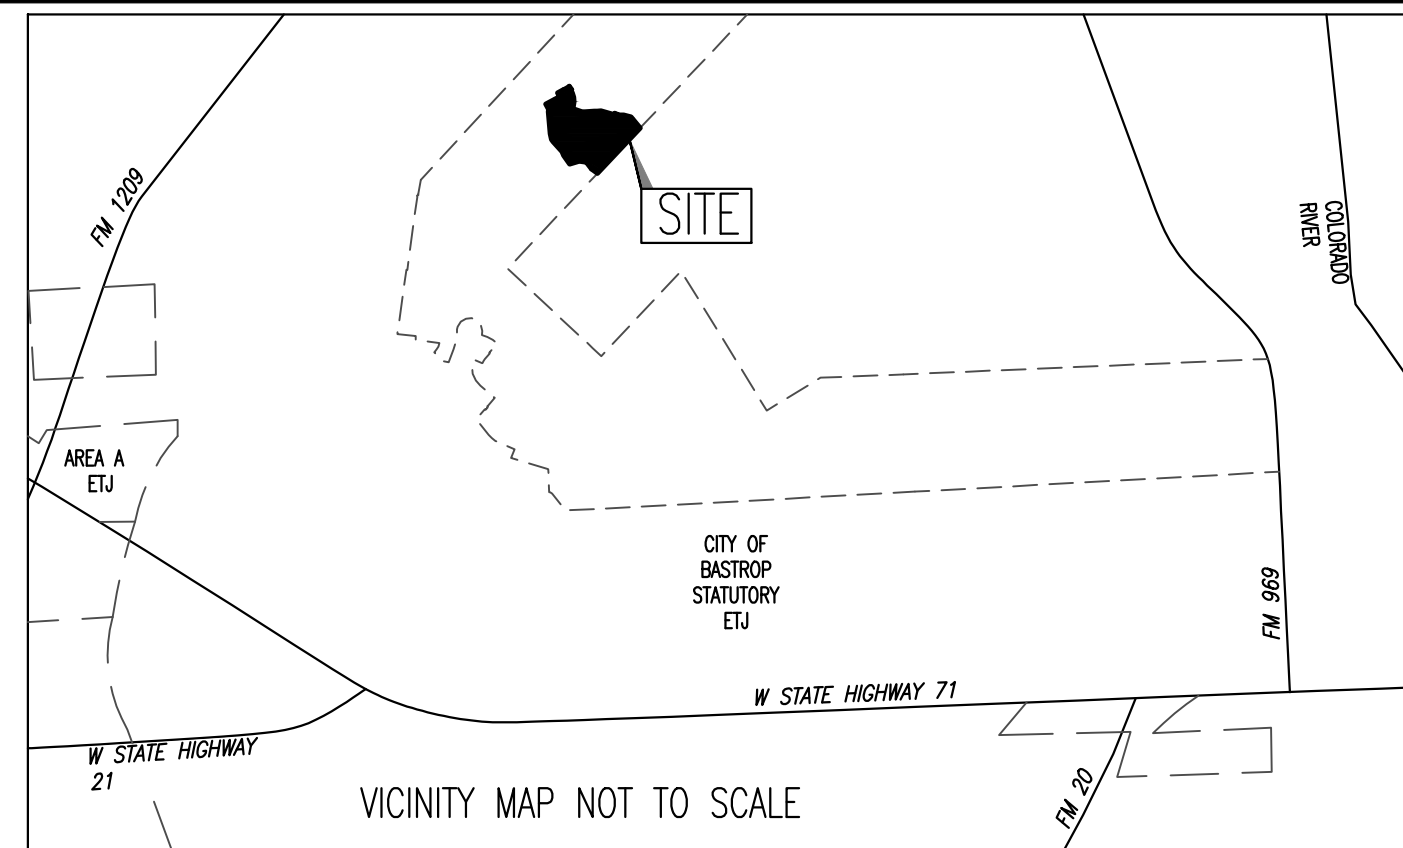 FM 1209
SITE
COLORADO
RIVER
AREA A
ETJ
CITY OF
BASTROP
STATUTORY
ETJ
FM 969
W STATE HIGHWAY 71
W STATE HIGHWAY
21
VICINITY MAP NOT TO SCALE
FM 20